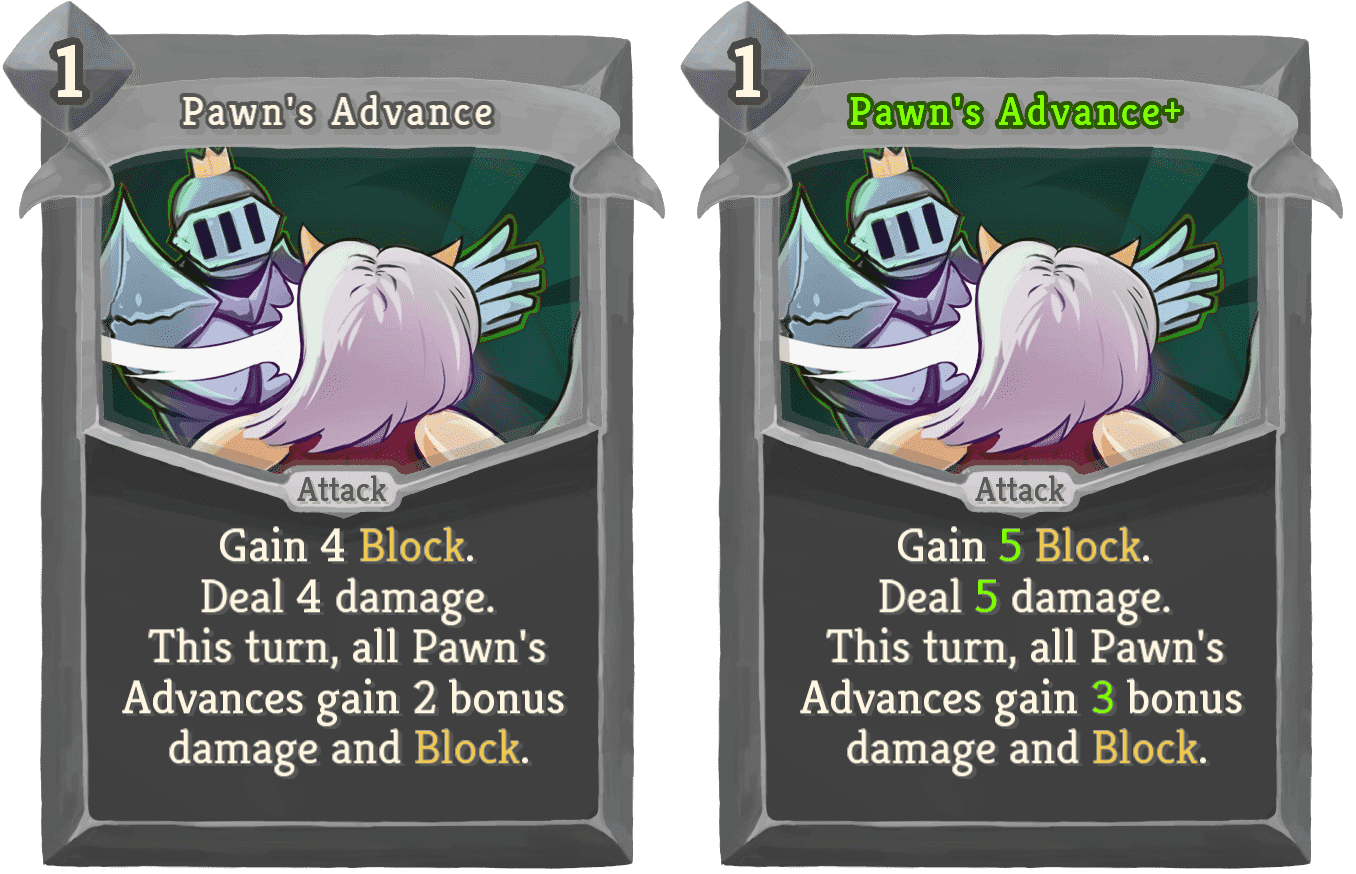 1
Pawn's Advance
Attack
Gain 4 Block.
Deal 4 damage.
This turn, all Pawn's
Advances gain 2 bonus
damage and Block.
1
Pawn's Advance+
Attack
Gain 5 Block.
Deal 5 damage.
This turn, all Pawn's
Advances gain 3 bonus
damage and Block.